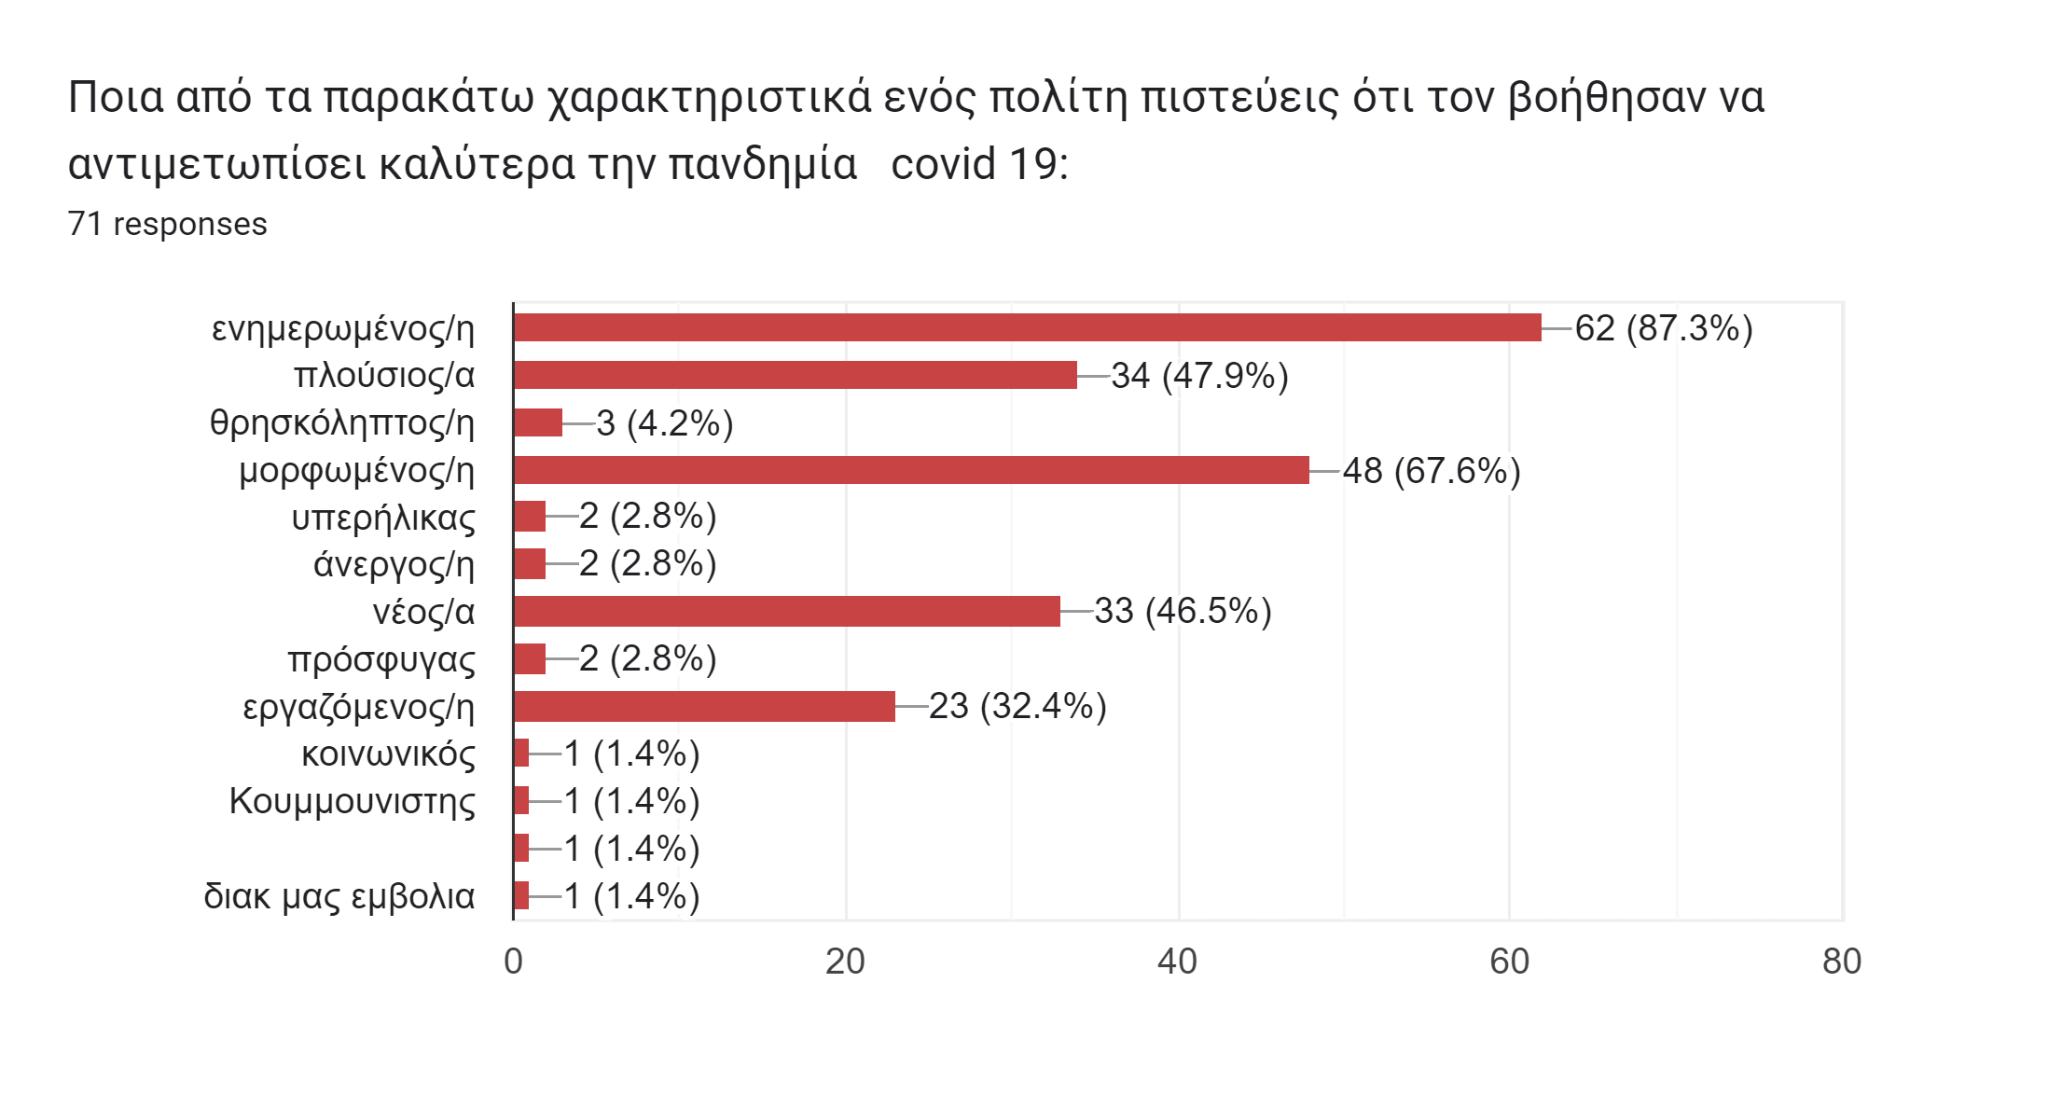 Ποια από τα παρακάτω χαρακτηριστικά ενός πολίτη πιστεύεις ότι τον βοήθησαν να
αντιμετωπίσει καλύτερα την πανδημία   covid 19:
71 responses
ενημερωμένος/η 62 (87.3%)
πλούσιος/α 34 (47.9%)
θρησκόληπτος/η 3 (4.2%)
μορφωμένος/η 48 (67.6%)
υπερήλικας 2 (2.8%)
άνεργος/η 2 (2.8%)
νέος/α 33 (46.5%)
πρόσφυγας 2 (2.8%)
εργαζόμενος/η 23 (32.4%)
κοινωνικός 1 (1.4%)
Κουμμουνιστης 1 (1.4%)
1 (1.4%)
διακ μας εμβολια 1 (1.4%)
0 20 40 60 80